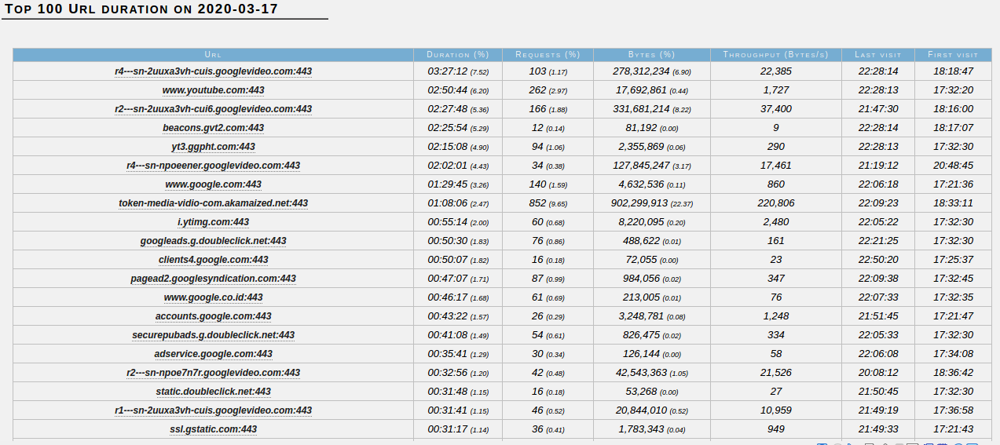 Top 100 Url duration on 2020-03-17
Url Duration (%) Requests (%) Bytes (%) Throughput (Bytes/s) Last visit First visit
r4---sn-2uuxa3vh-cuis.googlevideo.com:443 03:27:12 (7.52) 103 (1.17) 278,312,234 (6.90) 22,385 22:28:14 18:18:47
www.youtube.com:443 02:50:44 (6.20) 262 (2.97) 17,692,861 (0.44) 1,727 22:28:13 17:32:20
r2---sn-2uuxa3vh-cui6.googlevideo.com:443 02:27:48 (5.36) 166 (1.88) 331,681,214 (8.22) 37,400 21:47:30 18:16:00
beacons.gvt2.com:443 02:25:54 (5.29) 12 (0.14) 81,192 (0.00) 9 22:28:14 18:17:07
yt3.ggpht.com:443 02:15:08 (4.90) 94 (1.06) 2,355,869 (0.06) 290 22:28:13 17:32:30
r4---sn-npoeener.googlevideo.com:443 02:02:01 (4.43) 34 (0.38) 127,845,247 (3.17) 17,461 21:19:12 20:48:45
www.google.com:443 01:29:45 (3.26) 140 (1.59) 4,632,536 (0.11) 860 22:06:18 17:21:36
token-media-vidio-com.akamaized.net:443 01:08:06 (2.47) 852 (9.65) 902,299,913 (22.37) 220,806 22:09:23 18:33:11
i.ytimg.com:443 00:55:14 (2.00) 60 (0.68) 8,220,095 (0.20) 2,480 22:05:22 17:32:30
googleads.g.doubleclick.net:443 00:50:30 (1.83) 76 (0.86) 488,622 (0.01) 161 22:21:25 17:32:30
clients4.google.com:443 00:50:07 (1.82) 16 (0.18) 72,055 (0.00) 23 22:50:20 17:25:37
pagead2.googlesyndication.com:443 00:47:07 (1.71) 87 (0.99) 984,056 (0.02) 347 22:09:38 17:32:45
www.google.co.id:443 00:46:17 (1.68) 61 (0.69) 213,005 (0.01) 76 22:07:33 17:32:35
accounts.google.com:443 00:43:22 (1.57) 26 (0.29) 3,248,781 (0.08) 1,248 21:51:45 17:21:47
securepubads.g.doubleclick.net:443 00:41:08 (1.49) 54 (0.61) 826,475 (0.02) 334 22:05:33 17:32:30
adservice.google.com:443 00:35:41 (1.29) 30 (0.34) 126,144 (0.00) 58 22:06:08 17:34:08
r2---sn-npoe7n7r.googlevideo.com:443 00:32:56 (1.20) 42 (0.48) 42,543,363 (1.05) 21,526 20:08:12 18:36:42
static.doubleclick.net:443 00:31:48 (1.15) 16 (0.18) 53,268 (0.00) 27 21:50:45 17:32:30
r1---sn-2uuxa3vh-cuis.googlevideo.com:443 00:31:41 (1.15) 46 (0.52) 20,844,010 (0.52) 10,959 21:49:19 17:36:58
ssl.gstatic.com:443 00:31:17 (1.14) 36 (0.41) 1,783,343 (0.04) 949 21:49:33 17:21:43